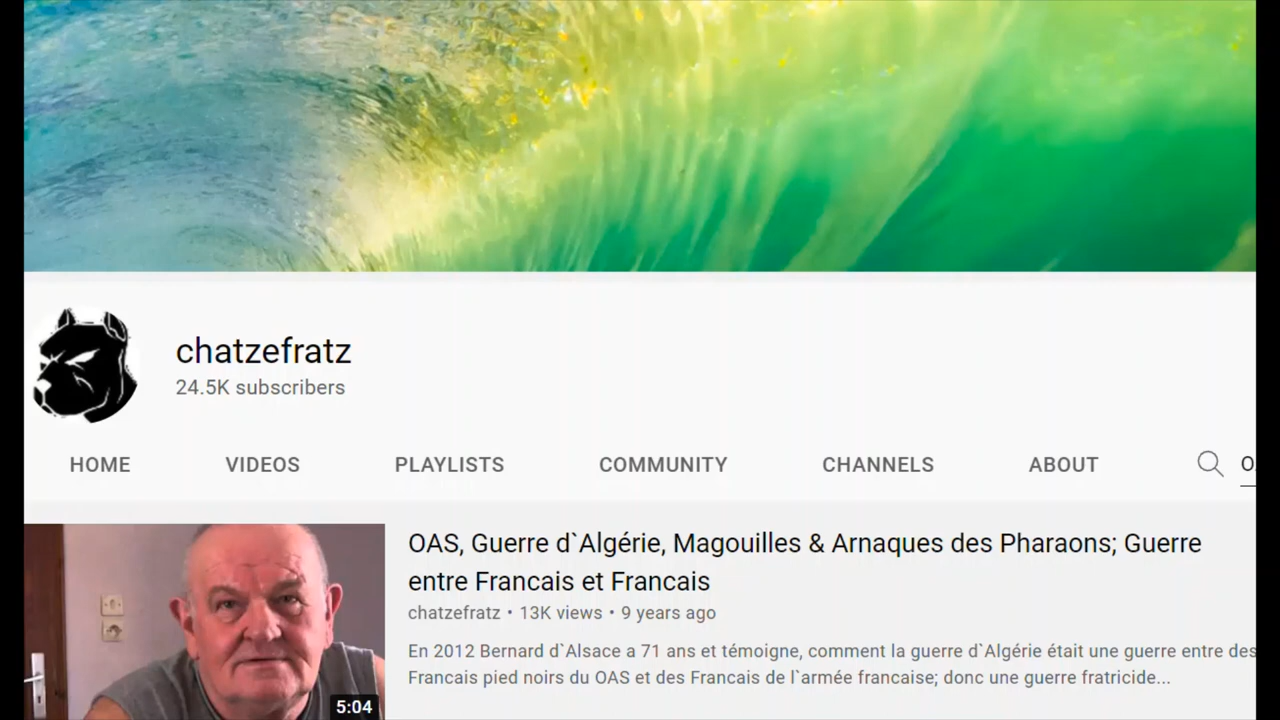 chatzefratz
24.5K subscribers
HOME VIDEOS PLAYLISTS COMMUNITY CHANNELS ABOUT
OAS, Guerre d`Algérie, Magouilles & Arnaques des Pharaons; Guerre
entre Francais et Francais
chatzefratz • 13K views • 9 years ago
En 2012 Bernard d`Alsace a 71 ans et témoigne, comment la guerre d`Algérie était une guerre entre des
Francais pied noirs du OAS et des Francais de l`armée francaise; donc une guerre fratricide...
5:04